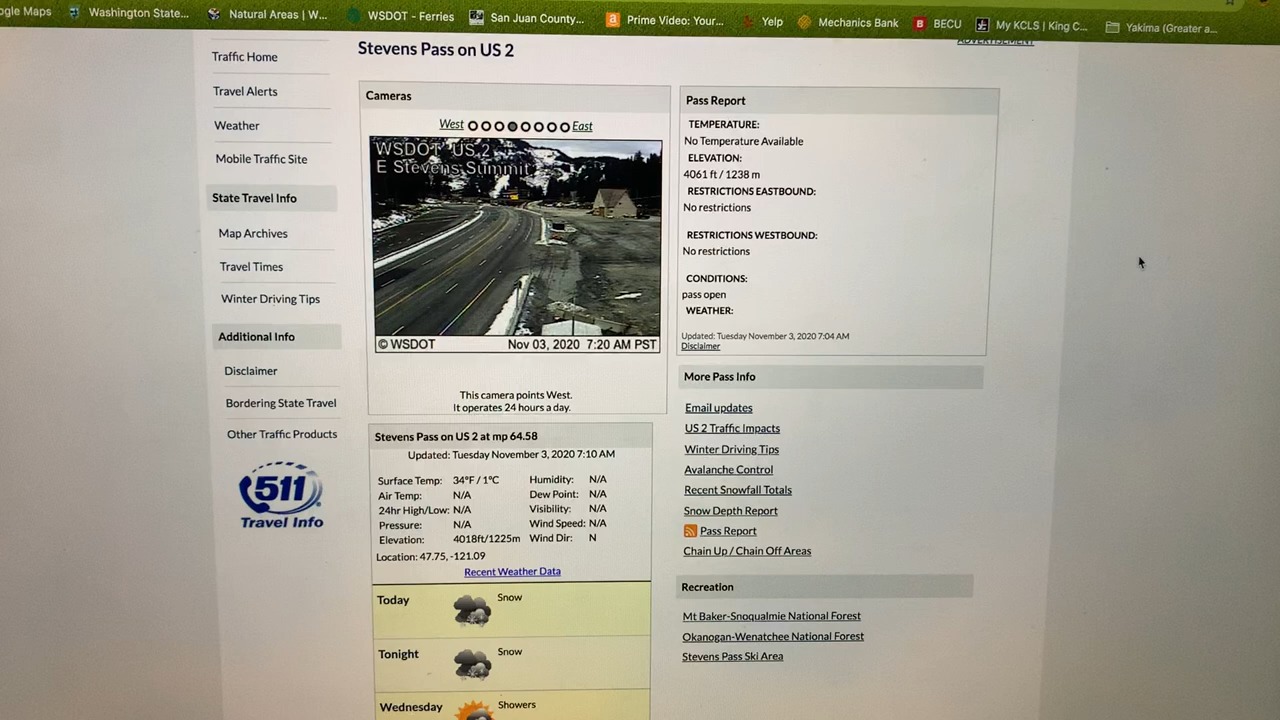 ogle Maps
Washington State...
Natural Areas | W...
WSDOT - Ferries
San Juan County...
a
Prime Video: Your...
Yelp
Mechanics Bank
B
BECU
My KCLS | King C...
Yakima (Greater a...
Stevens Pass on US 2
ADVERTISEMENT
Traffic Home
Travel Alerts
Weather
Mobile Traffic Site
State Travel Info
Map Archives
Travel Times
Winter Driving Tips
Additional Info
Disclaimer
Bordering State Travel
Other Traffic Products
511
Travel Info
Cameras
West East
WSDOT US 2
E Stevens Summit
© WSDOT Nov 03, 2020 7:20 AM PST
This camera points West.
It operates 24 hours a day.
Stevens Pass on US 2 at mp 64.58
Updated: Tuesday November 3, 2020 7:10 AM
Surface Temp: 34°F / 1°C Humidity: N/A
Air Temp: N/A Dew Point: N/A
24hr High/Low: N/A Visibility: N/A
Pressure: N/A Wind Speed: N/A
Elevation: 4018ft/1225m Wind Dir: N
Location: 47.75, -121.09
Recent Weather Data
Today Snow
Tonight Snow
Wednesday Showers
Pass Report
TEMPERATURE:
No Temperature Available
ELEVATION:
4061 ft / 1238 m
RESTRICTIONS EASTBOUND:
No restrictions
RESTRICTIONS WESTBOUND:
No restrictions
CONDITIONS:
pass open
WEATHER:
Updated: Tuesday November 3, 2020 7:04 AM
Disclaimer
More Pass Info
Email updates
US 2 Traffic Impacts
Winter Driving Tips
Avalanche Control
Recent Snowfall Totals
Snow Depth Report
Pass Report
Chain Up / Chain Off Areas
Recreation
Mt Baker-Snoqualmie National Forest
Okanogan-Wenatchee National Forest
Stevens Pass Ski Area